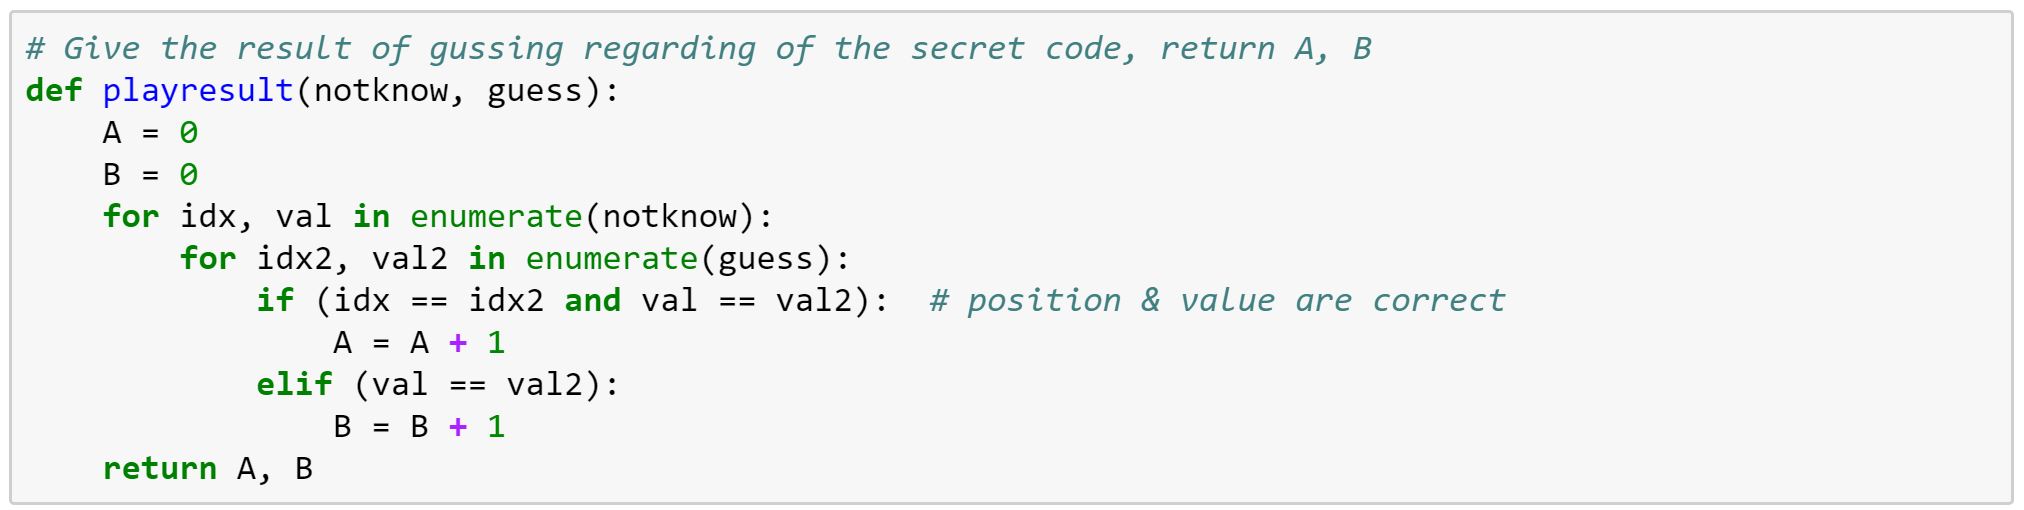 # Give the result of gussing regarding of the secret code, return A, B
def playresult(notknow, guess):
    A = 0
    B = 0
    for idx, val in enumerate(notknow):
        for idx2, val2 in enumerate(guess):
            if (idx == idx2 and val == val2):  # position & value are correct
                A = A + 1
            elif (val == val2):
                B = B + 1
    return A, B